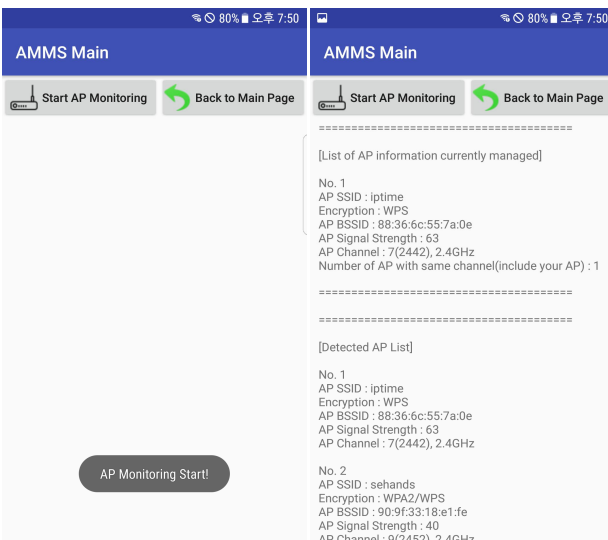 80% 오후 7:50
AMMS Main
Start AP Monitoring
Back to Main Page
AP Monitoring Start!
80% 오후 7:50
AMMS Main
Start AP Monitoring
Back to Main Page
=======================================
[List of AP information currently managed]
No. 1
AP SSID : iptime
Encryption : WPS
AP BSSID : 88:36:6c:55:7a:0e
AP Signal Strength : 63
AP Channel : 7(2442), 2.4GHz
Number of AP with same channel(include your AP) : 1
=======================================
=======================================
[Detected AP List]
No. 1
AP SSID : iptime
Encryption : WPS
AP BSSID : 88:36:6c:55:7a:0e
AP Signal Strength : 63
AP Channel : 7(2442), 2.4GHz
No. 2
AP SSID : sehands
Encryption : WPA2/WPS
AP BSSID : 90:9f:33:18:e1:fe
AP Signal Strength : 40
AP Channel : 9(2452), 2.4GHz